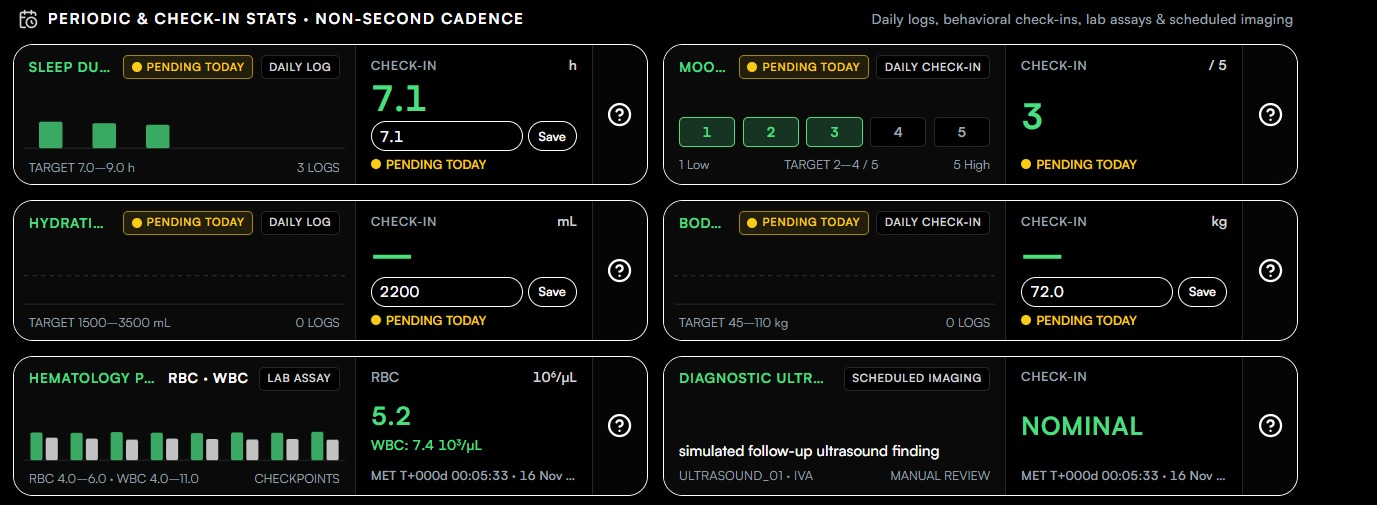 PERIODIC & CHECK-IN STATS • NON-SECOND CADENCE
Daily logs, behavioral check-ins, lab assays & scheduled imaging
SLEEP DU...
PENDING TODAY
DAILY LOG
TARGET 7.0—9.0 h
3 LOGS
CHECK-IN
h
7.1
7.1
Save
PENDING TODAY
MOO...
PENDING TODAY
DAILY CHECK-IN
1
2
3
4
5
1 Low
TARGET 2—4 / 5
5 High
CHECK-IN
/ 5
3
PENDING TODAY
HYDRATI...
PENDING TODAY
DAILY LOG
TARGET 1500—3500 mL
0 LOGS
CHECK-IN
mL
—
2200
Save
PENDING TODAY
BOD...
PENDING TODAY
DAILY CHECK-IN
TARGET 45—110 kg
0 LOGS
CHECK-IN
kg
—
72.0
Save
PENDING TODAY
HEMATOLOGY P...
RBC • WBC
LAB ASSAY
RBC 4.0—6.0 • WBC 4.0—11.0
CHECKPOINTS
RBC
10⁶/µL
5.2
WBC: 7.4 10³/µL
MET T+000d 00:05:33 • 16 Nov ...
DIAGNOSTIC ULTR...
SCHEDULED IMAGING
simulated follow-up ultrasound finding
ULTRASOUND_01 • IVA
MANUAL REVIEW
CHECK-IN
NOMINAL
MET T+000d 00:05:33 • 16 Nov ...